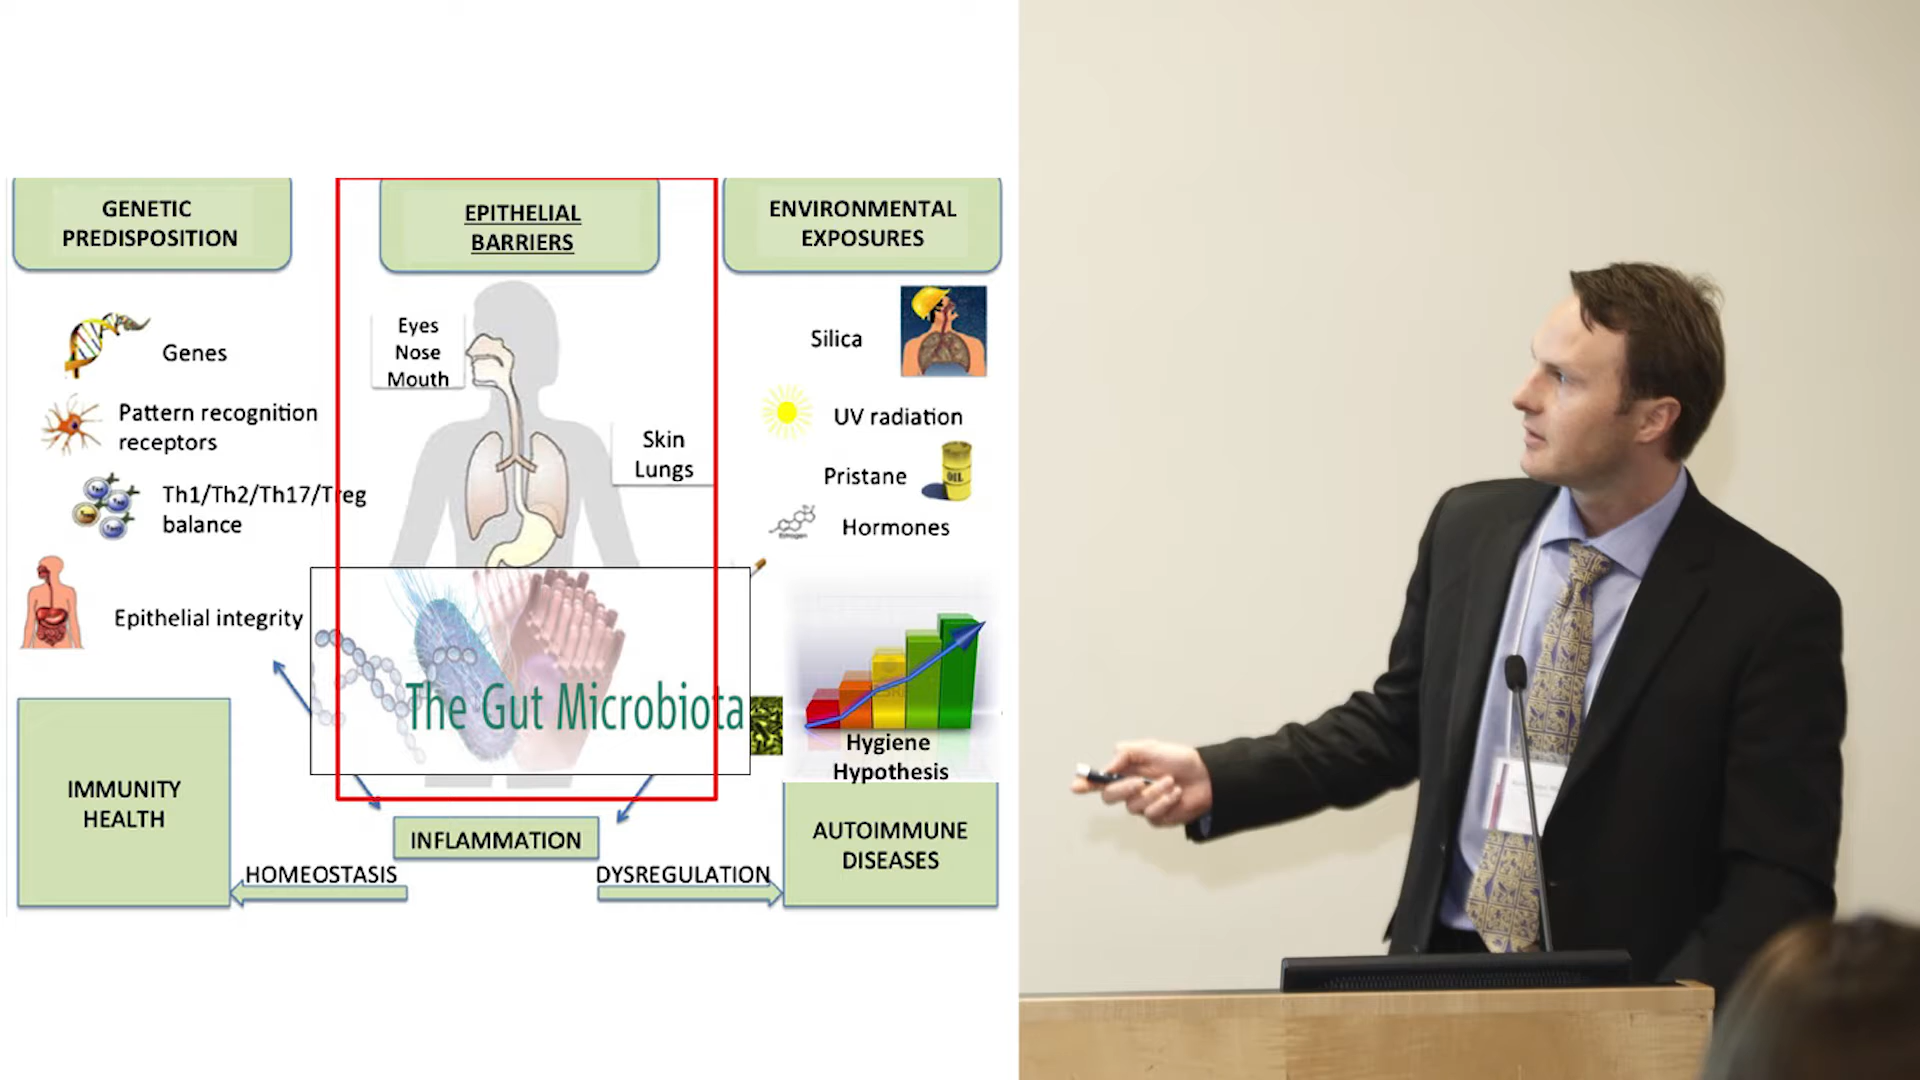 GENETIC
PREDISPOSITION
Genes
Pattern recognition
receptors
Th1/Th2/Th17/Treg
balance
Epithelial integrity
EPITHELIAL
BARRIERS
Eyes
Nose
Mouth
Skin
Lungs
The Gut Microbiota
ENVIRONMENTAL
EXPOSURES
Silica
UV radiation
Pristane
OIL
Hormones
Estrogen
Hygiene
Hypothesis
IMMUNITY
HEALTH
HOMEOSTASIS
INFLAMMATION
DYSREGULATION
AUTOIMMUNE
DISEASES